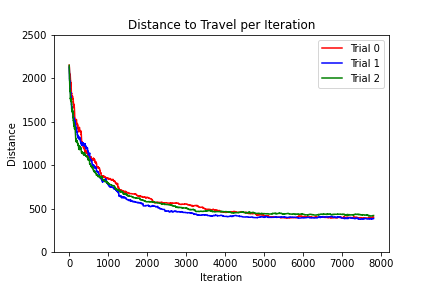 Distance to Travel per Iteration
2500
2000
1500
1000
500
0
Distance
Trial 0
Trial 1
Trial 2
0 1000 2000 3000 4000 5000 6000 7000 8000
Iteration